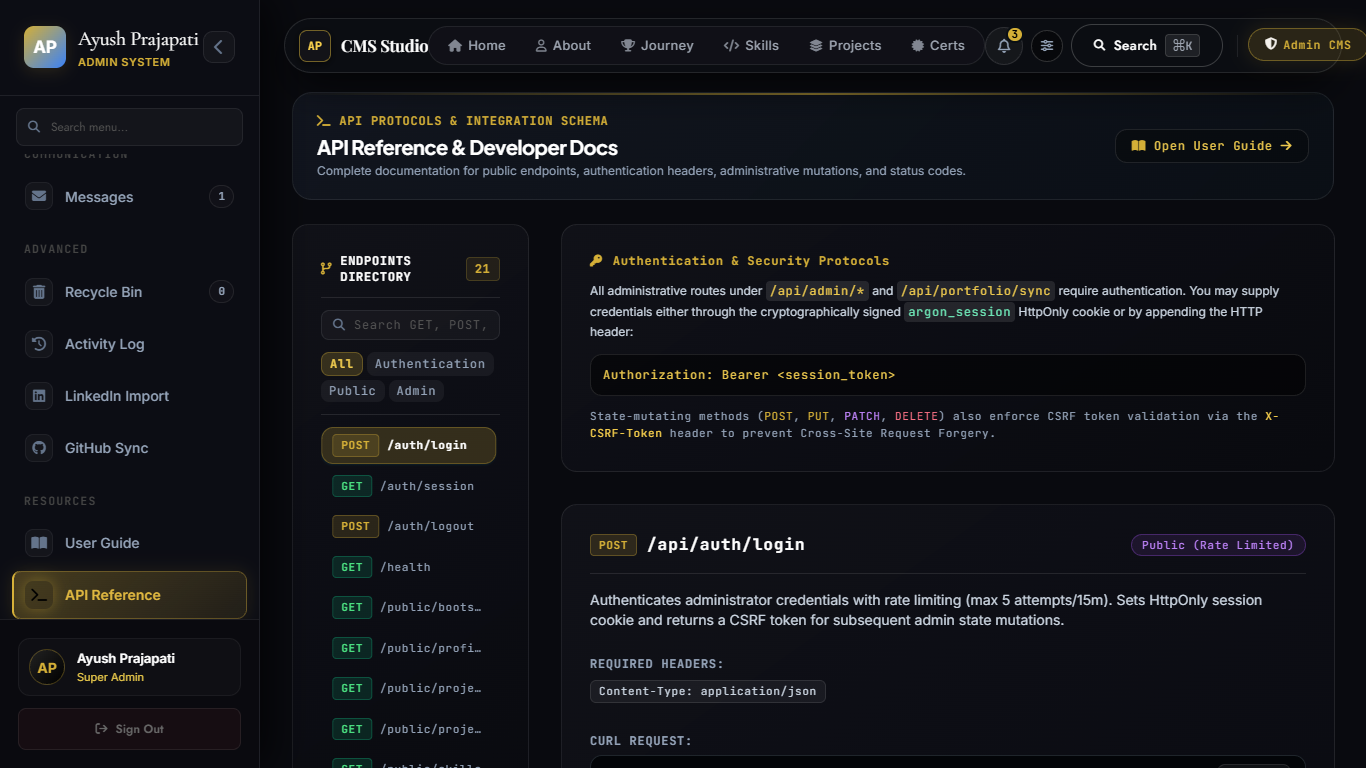 AP
Ayush Prajapati
ADMIN SYSTEM
Search menu...
COMMUNICATION
Messages
1
ADVANCED
Recycle Bin
0
Activity Log
LinkedIn Import
GitHub Sync
RESOURCES
User Guide
API Reference
AP
Ayush Prajapati
Super Admin
Sign Out
AP
CMS Studio
Home
About
Journey
Skills
Projects
Certs
3
Search
⌘K
Admin CMS
API PROTOCOLS & INTEGRATION SCHEMA
API Reference & Developer Docs
Complete documentation for public endpoints, authentication headers, administrative mutations, and status codes.
Open User Guide →
ENDPOINTS
DIRECTORY
21
Search GET, POST,
All
Authentication
Public
Admin
POST /auth/login
GET /auth/session
POST /auth/logout
GET /health
GET /public/boots…
GET /public/profi…
GET /public/proje…
GET /public/proje…
GET /public/skills
Authentication & Security Protocols
All administrative routes under /api/admin/* and /api/portfolio/sync require authentication. You may supply
credentials either through the cryptographically signed argon_session HttpOnly cookie or by appending the HTTP
header:
Authorization: Bearer <session_token>
State-mutating methods (POST, PUT, PATCH, DELETE) also enforce CSRF token validation via the X-
CSRF-Token header to prevent Cross-Site Request Forgery.
POST /api/auth/login
Public (Rate Limited)
Authenticates administrator credentials with rate limiting (max 5 attempts/15m). Sets HttpOnly session
cookie and returns a CSRF token for subsequent admin state mutations.
REQUIRED HEADERS:
Content-Type: application/json
CURL REQUEST: